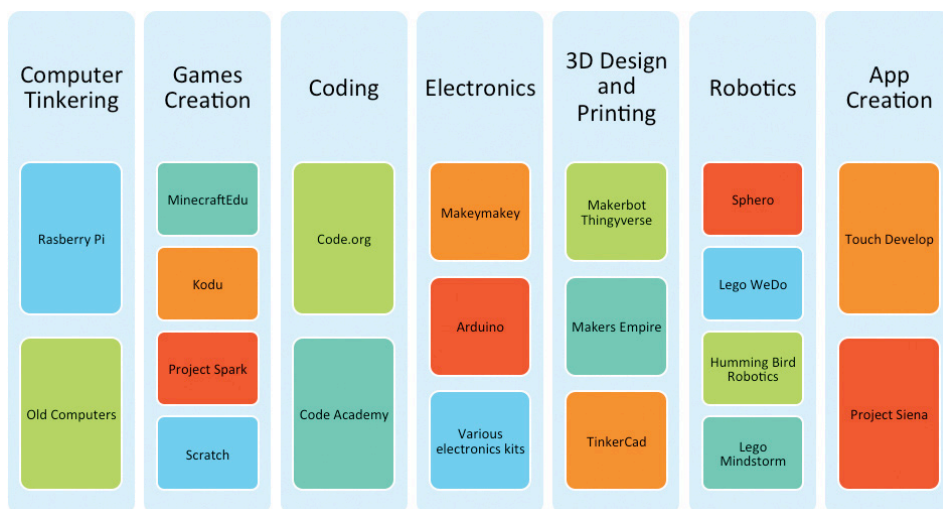 Computer
Tinkering
Rasberry Pi
Old Computers
Games
Creation
MinecraftEdu
Kodu
Project Spark
Scratch
Coding
Code.org
Code Academy
Electronics
Makeymakey
Arduino
Various
electronics kits
3D Design
and
Printing
Makerbot
Thingyverse
Makers Empire
TinkerCad
Robotics
Sphero
Lego WeDo
Humming Bird
Robotics
Lego
Mindstorm
App
Creation
Touch Develop
Project Siena